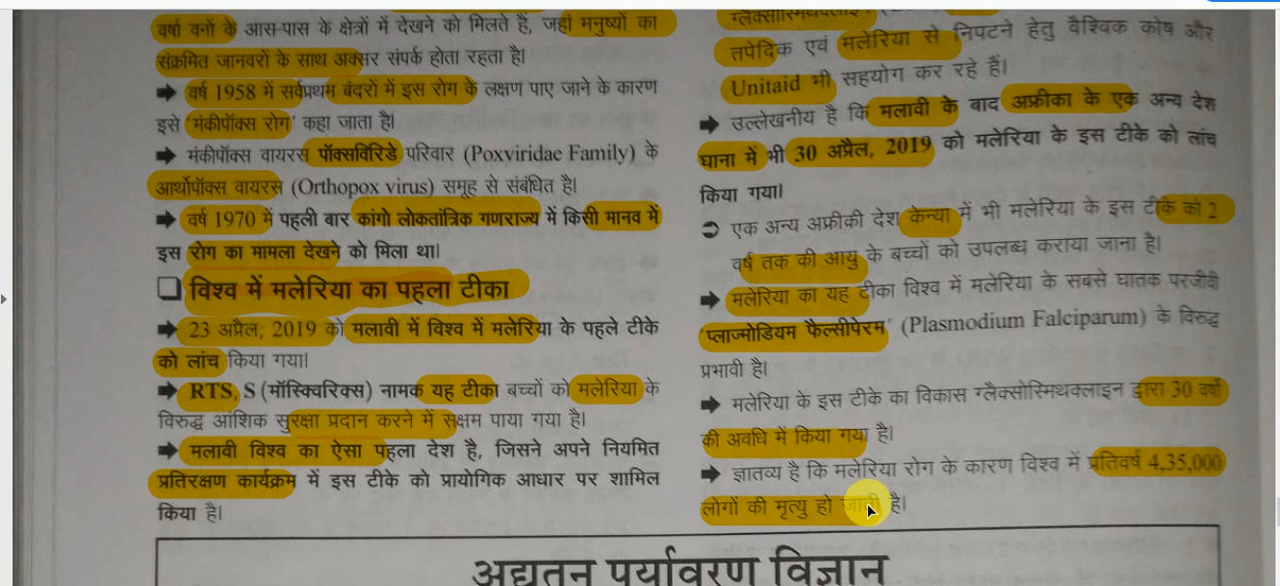 वर्षा वनों के आस-पास के क्षेत्रों में देखने को मिलते हैं, जहां मनुष्यों का
संक्रमित जानवरों के साथ अक्सर संपर्क होता रहता है।
➡ वर्ष 1958 में सर्वप्रथम बंदरों में इस रोग के लक्षण पाए जाने के कारण
इसे 'मंकीपॉक्स रोग' कहा जाता है।
➡ मंकीपॉक्स वायरस पॉक्सविरिडे परिवार (Poxviridae Family) के
आर्थोपॉक्स वायरस (Orthopox virus) समूह से संबंधित है।
➡ वर्ष 1970 में पहली बार कांगो लोकतांत्रिक गणराज्य में किसी मानव में
इस रोग का मामला देखने को मिला था।
❑ विश्व में मलेरिया का पहला टीका
➡ 23 अप्रैल, 2019 को मलावी में विश्व में मलेरिया के पहले टीके
को लांच किया गया।
➡ RTS, S (मॉस्क्विरिक्स) नामक यह टीका बच्चों को मलेरिया के
विरुद्ध आंशिक सुरक्षा प्रदान करने में सक्षम पाया गया है।
➡ मलावी विश्व का ऐसा पहला देश है, जिसने अपने नियमित
प्रतिरक्षण कार्यक्रम में इस टीके को प्रायोगिक आधार पर शामिल
किया है।
ग्लैक्सोस्मिथक्लाइन
तपेदिक एवं मलेरिया से निपटने हेतु वैश्विक कोष और
Unitaid भी सहयोग कर रहे हैं।
➡ उल्लेखनीय है कि मलावी के बाद अफ्रीका के एक अन्य देश
घाना में भी 30 अप्रैल, 2019 को मलेरिया के इस टीके को लांच
किया गया।
➲ एक अन्य अफ्रीकी देश केन्या में भी मलेरिया के इस टीके को 2
वर्ष तक की आयु के बच्चों को उपलब्ध कराया जाना है।
➡ मलेरिया का यह टीका विश्व में मलेरिया के सबसे घातक परजीवी
'प्लाज्मोडियम फैल्सीपेरम' (Plasmodium Falciparum) के विरुद्ध
प्रभावी है।
➡ मलेरिया के इस टीके का विकास ग्लैक्सोस्मिथक्लाइन द्वारा 30 वर्षों
की अवधि में किया गया है।
➡ ज्ञातव्य है कि मलेरिया रोग के कारण विश्व में प्रतिवर्ष 4,35,000
लोगों की मृत्यु हो जाती है।
अद्यतन पर्यावरण विज्ञान